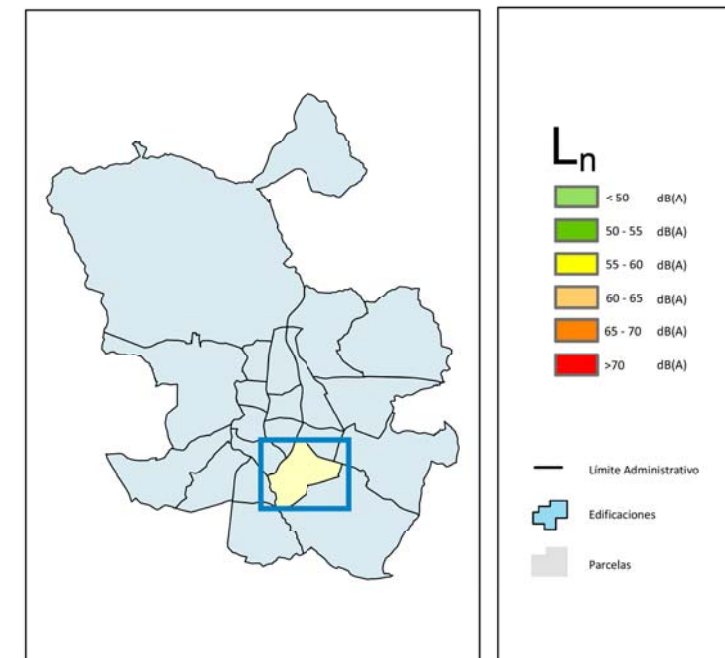 Ln
< 50 dB(A)
50 - 55 dB(A)
55 - 60 dB(A)
60 - 65 dB(A)
65 - 70 dB(A)
>70 dB(A)
Límite Administrativo
Edificaciones
Parcelas